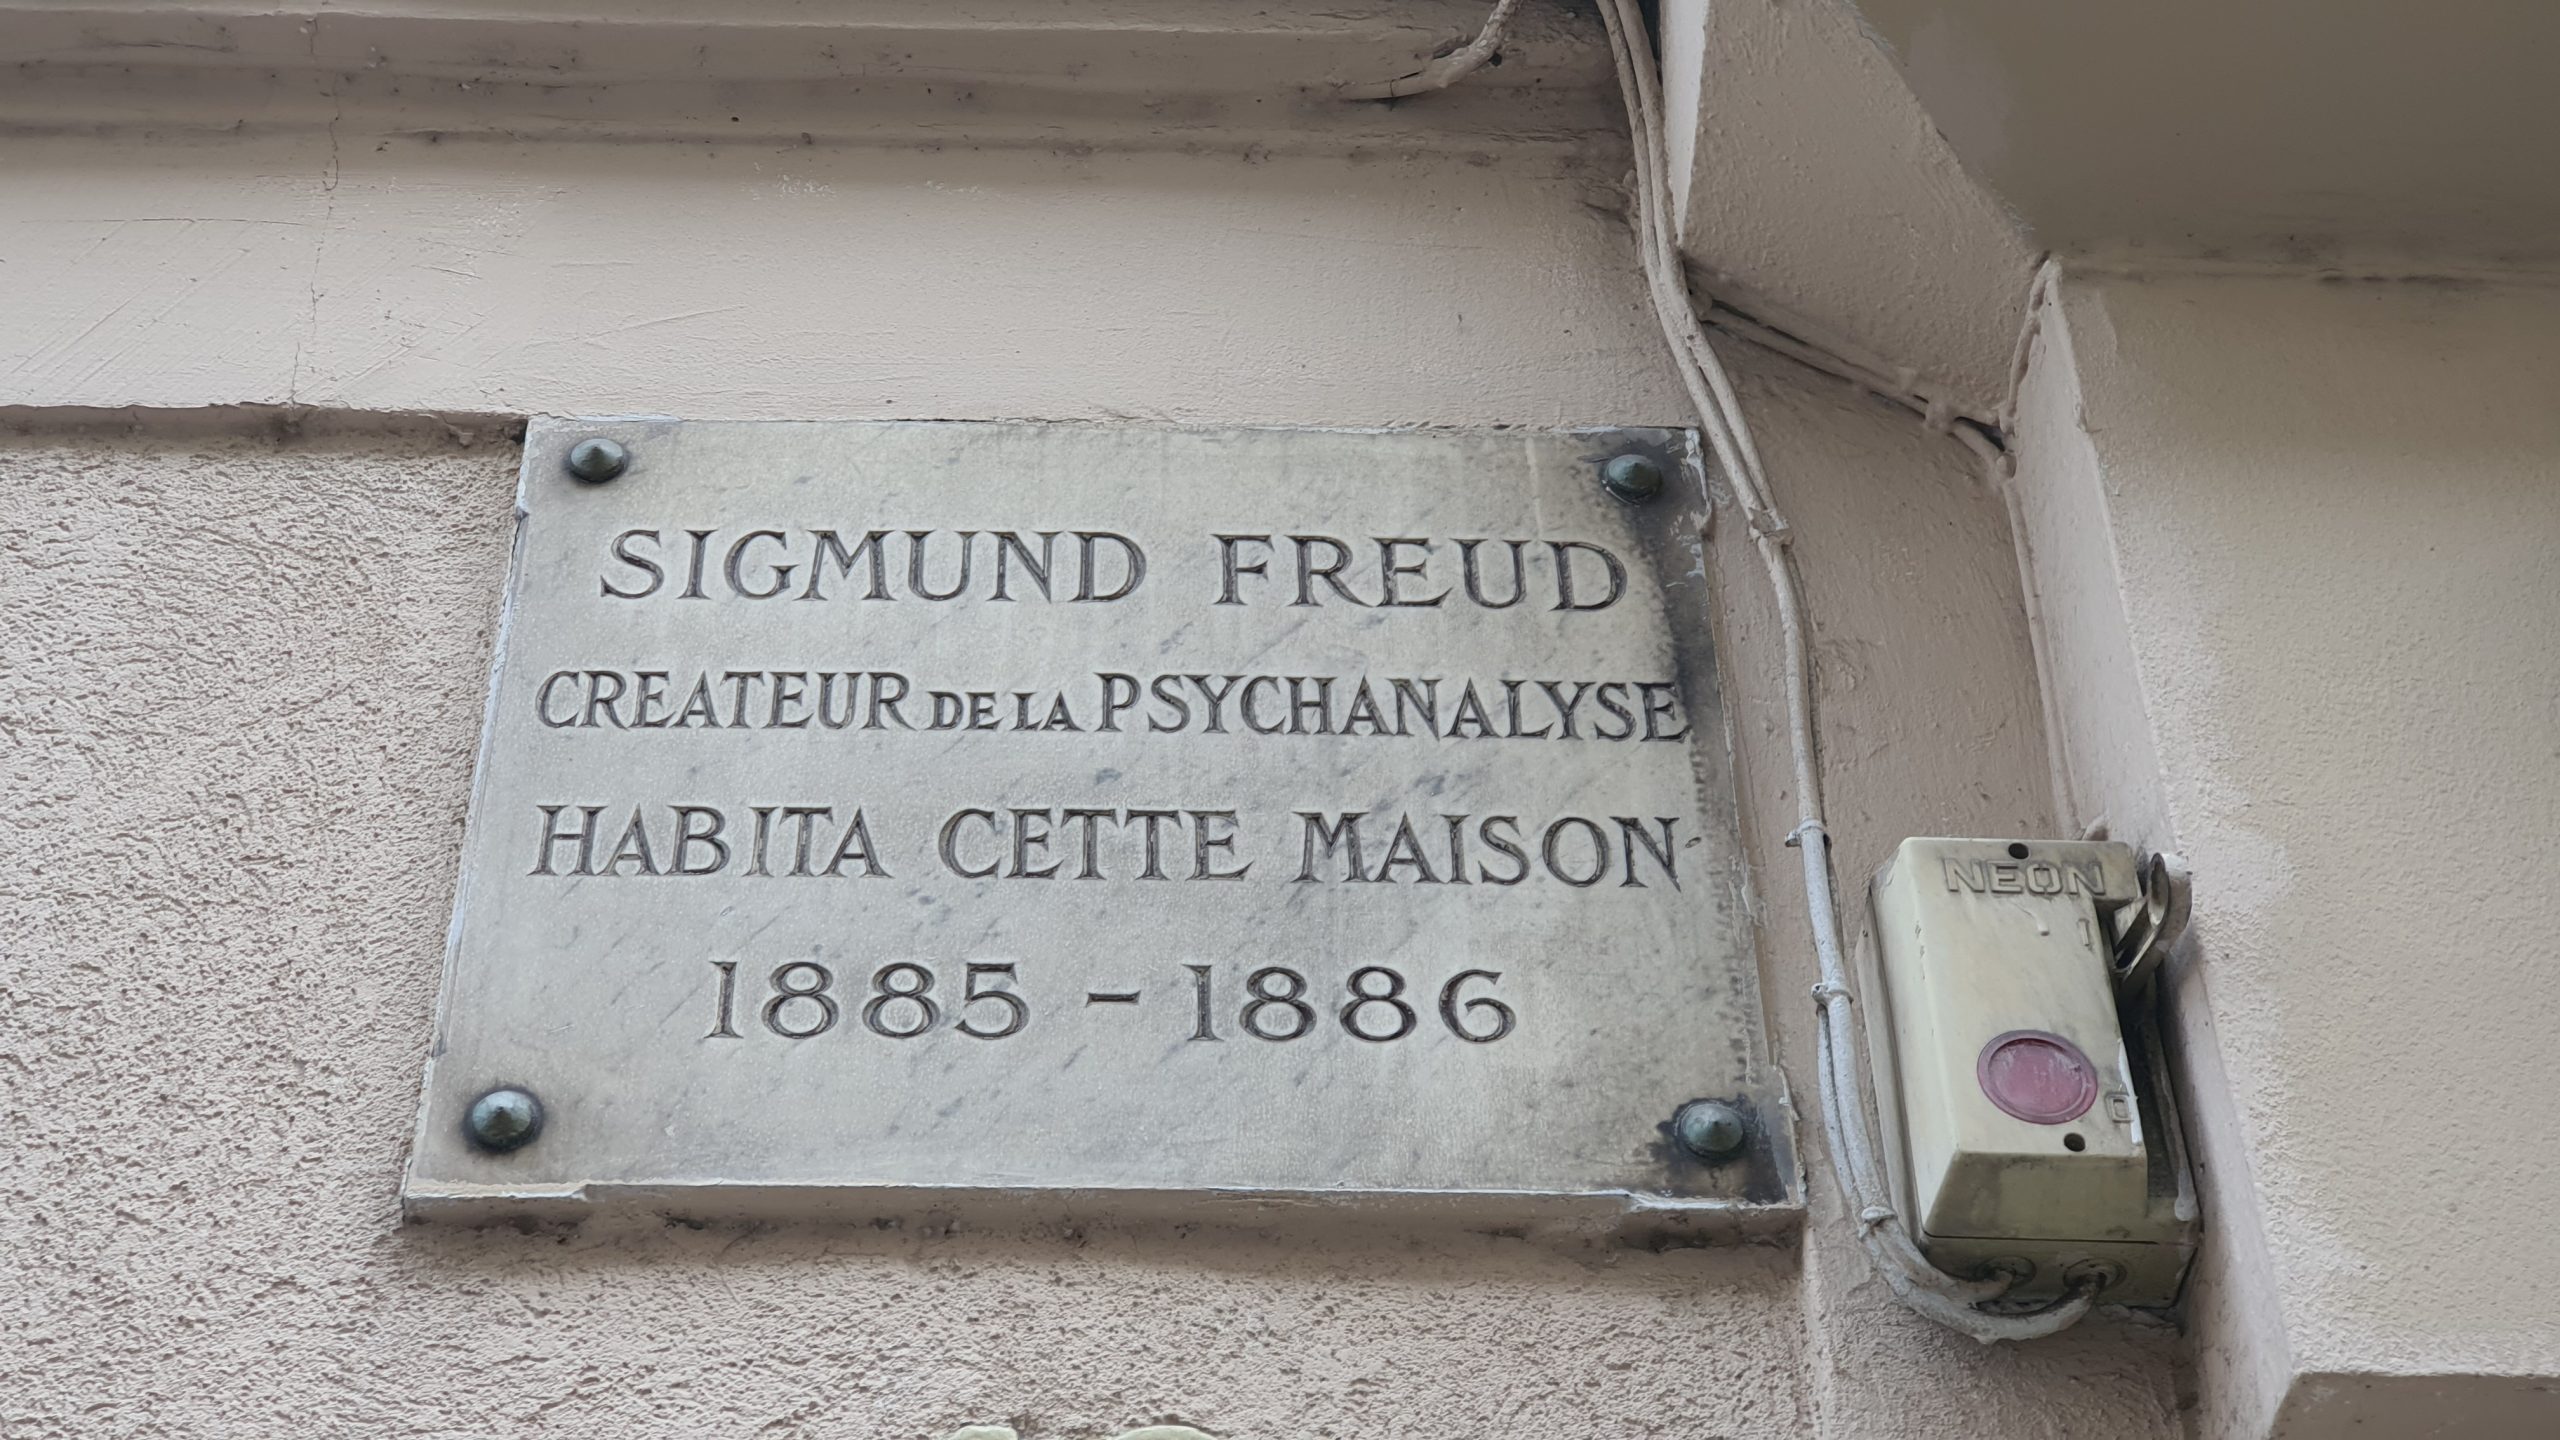 SIGMUND FREUD
CREATEUR DE LA PSYCHANALYSE
HABITA CETTE MAISON
1885 - 1886
NEON
I
O